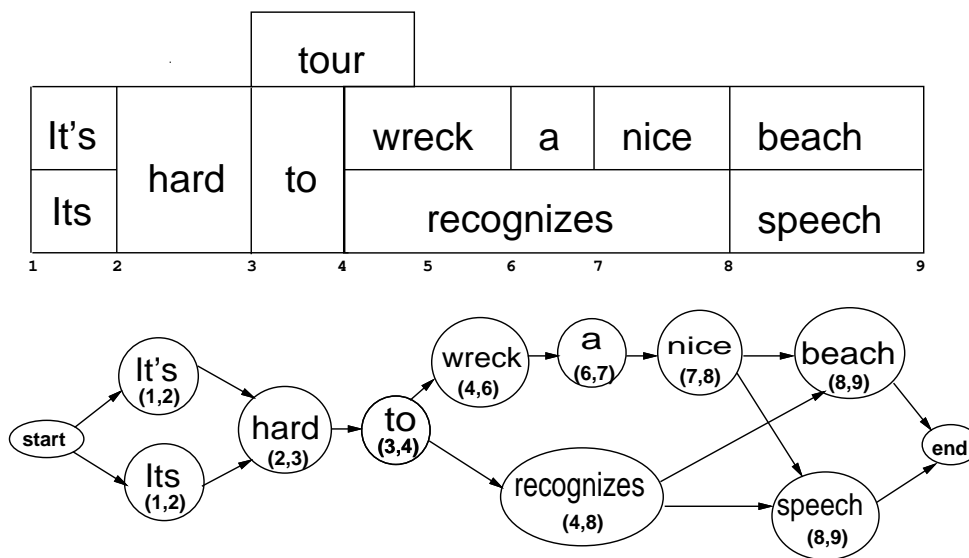 tour
It's hard to wreck a nice beach
Its recognizes speech
1 2 3 4 5 6 7 8 9
It's (1,2)
wreck (4,6)
a (6,7)
nice (7,8)
beach (8,9)
start
hard (2,3)
to (3,4)
end
Its (1,2)
recognizes (4,8)
speech (8,9)